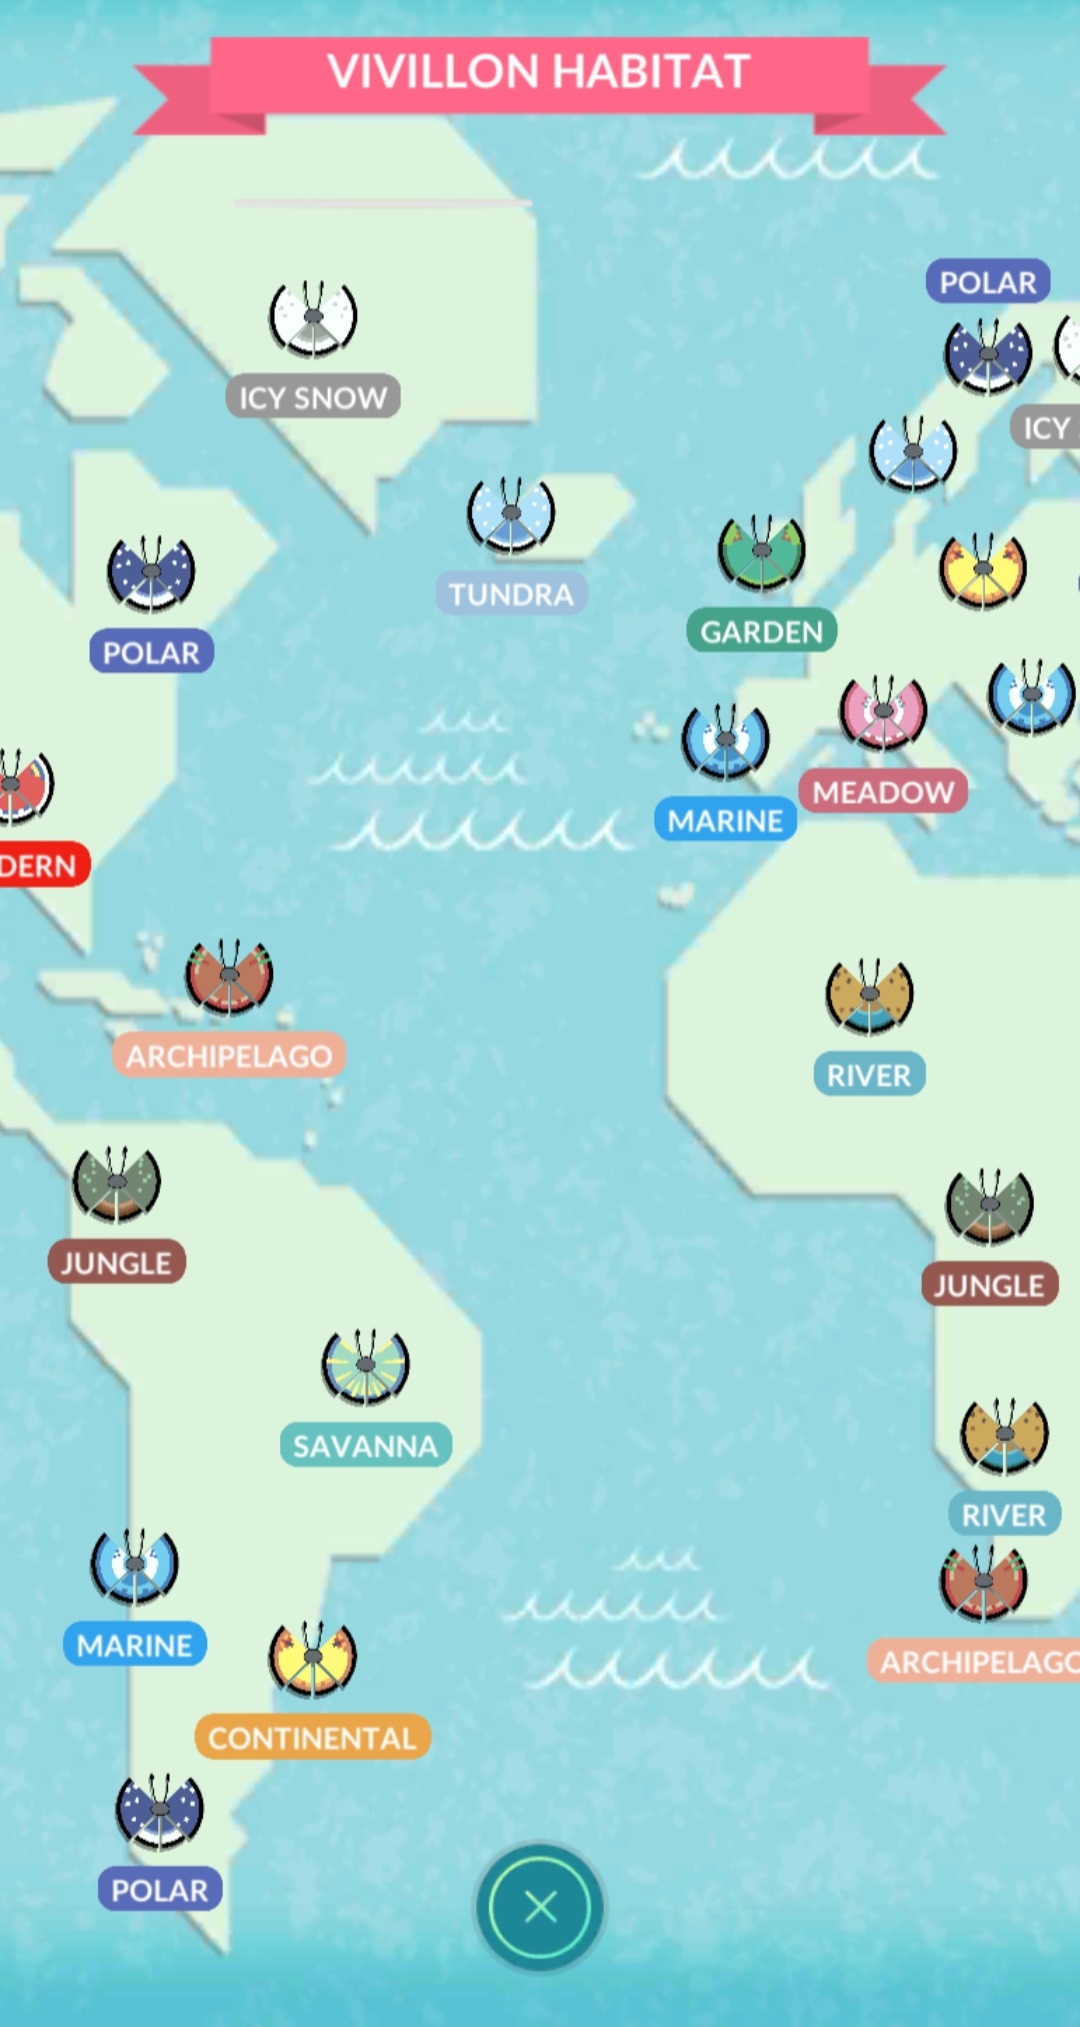 VIVILLON HABITAT
POLAR
ICY SNOW
ICY
TUNDRA
GARDEN
POLAR
MEADOW
MARINE
DERN
ARCHIPELAGO
RIVER
JUNGLE
JUNGLE
SAVANNA
RIVER
MARINE
ARCHIPELAGO
CONTINENTAL
POLAR